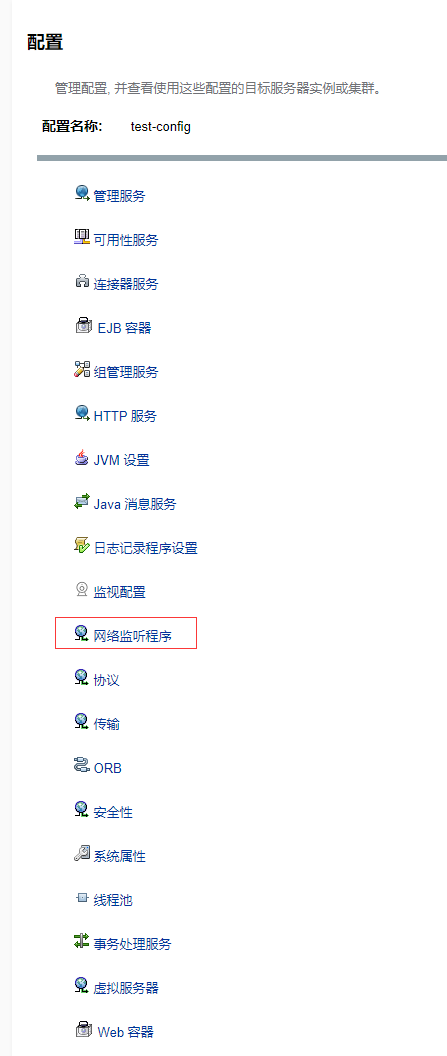 配置
管理配置, 并查看使用这些配置的目标服务器实例或集群。
配置名称: test-config
管理服务
可用性服务
连接器服务
EJB 容器
组管理服务
HTTP 服务
JVM 设置
Java 消息服务
日志记录程序设置
监视配置
网络监听程序
协议
传输
ORB
安全性
系统属性
线程池
事务处理服务
虚拟服务器
Web 容器